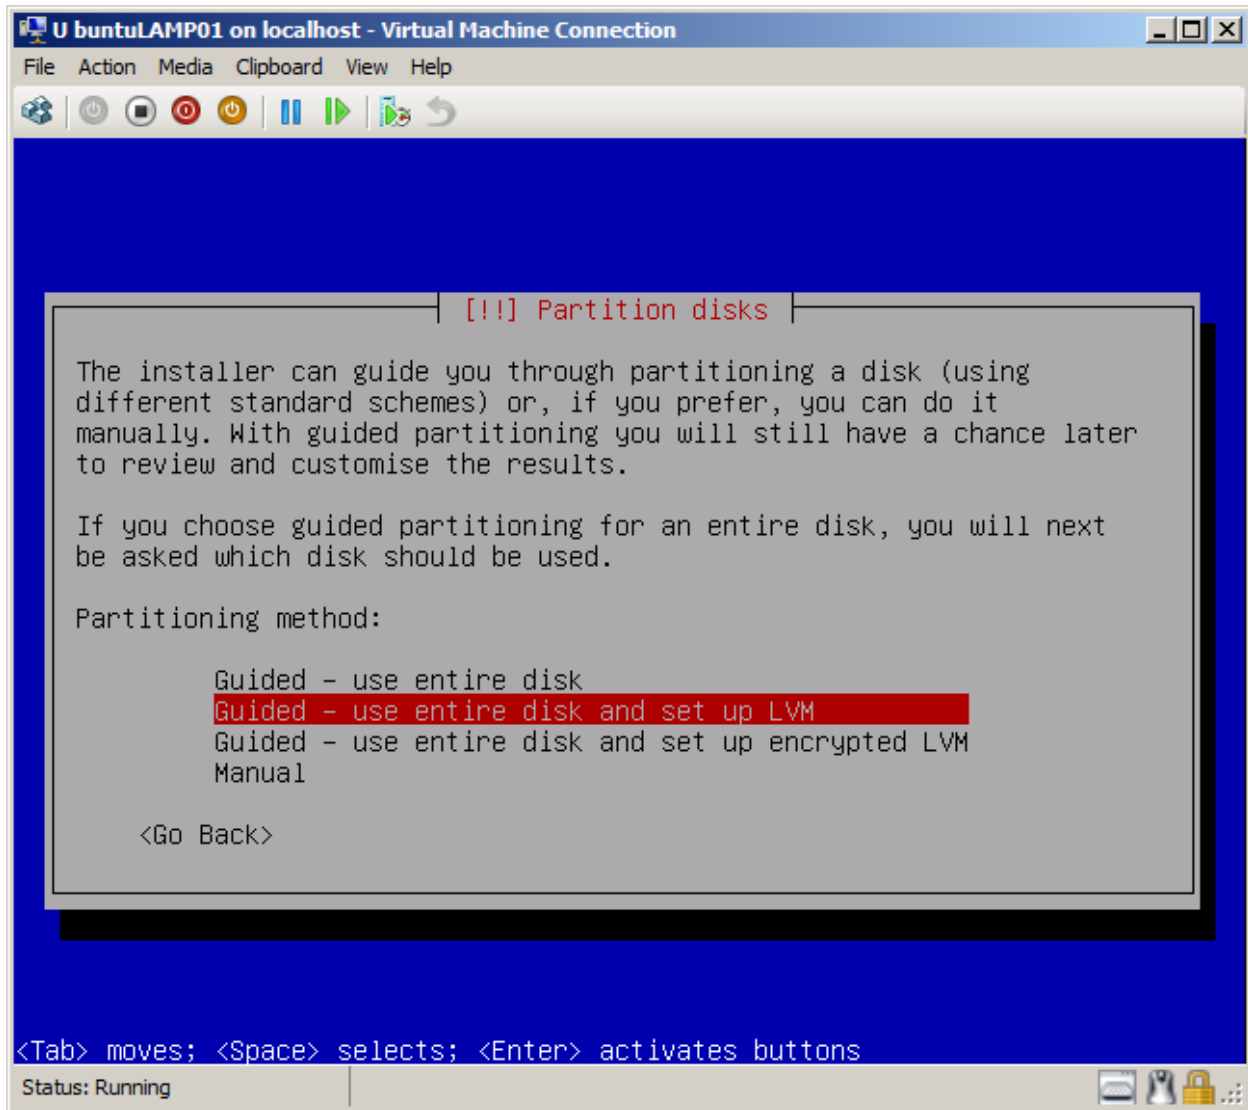 U buntuLAMP01 on localhost - Virtual Machine Connection
File Action Media Clipboard View Help
[!!] Partition disks
The installer can guide you through partitioning a disk (using
different standard schemes) or, if you prefer, you can do it
manually. With guided partitioning you will still have a chance later
to review and customise the results.
If you choose guided partitioning for an entire disk, you will next
be asked which disk should be used.
Partitioning method:
Guided - use entire disk
Guided - use entire disk and set up LVM
Guided - use entire disk and set up encrypted LVM
Manual
<Go Back>
<Tab> moves; <Space> selects; <Enter> activates buttons
Status: Running